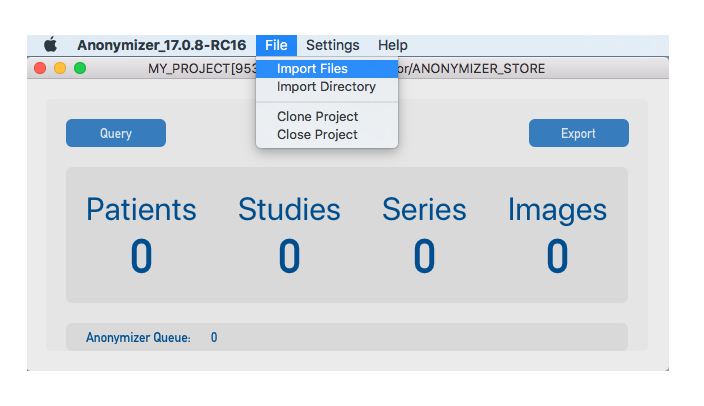 Anonymizer_17.0.8-RC16 File Settings Help
MY_PROJECT[953 or/ANONYMIZER_STORE
Import Files
Import Directory
Clone Project
Close Project
Query Export
Patients Studies Series Images
0 0 0 0
Anonymizer Queue: 0